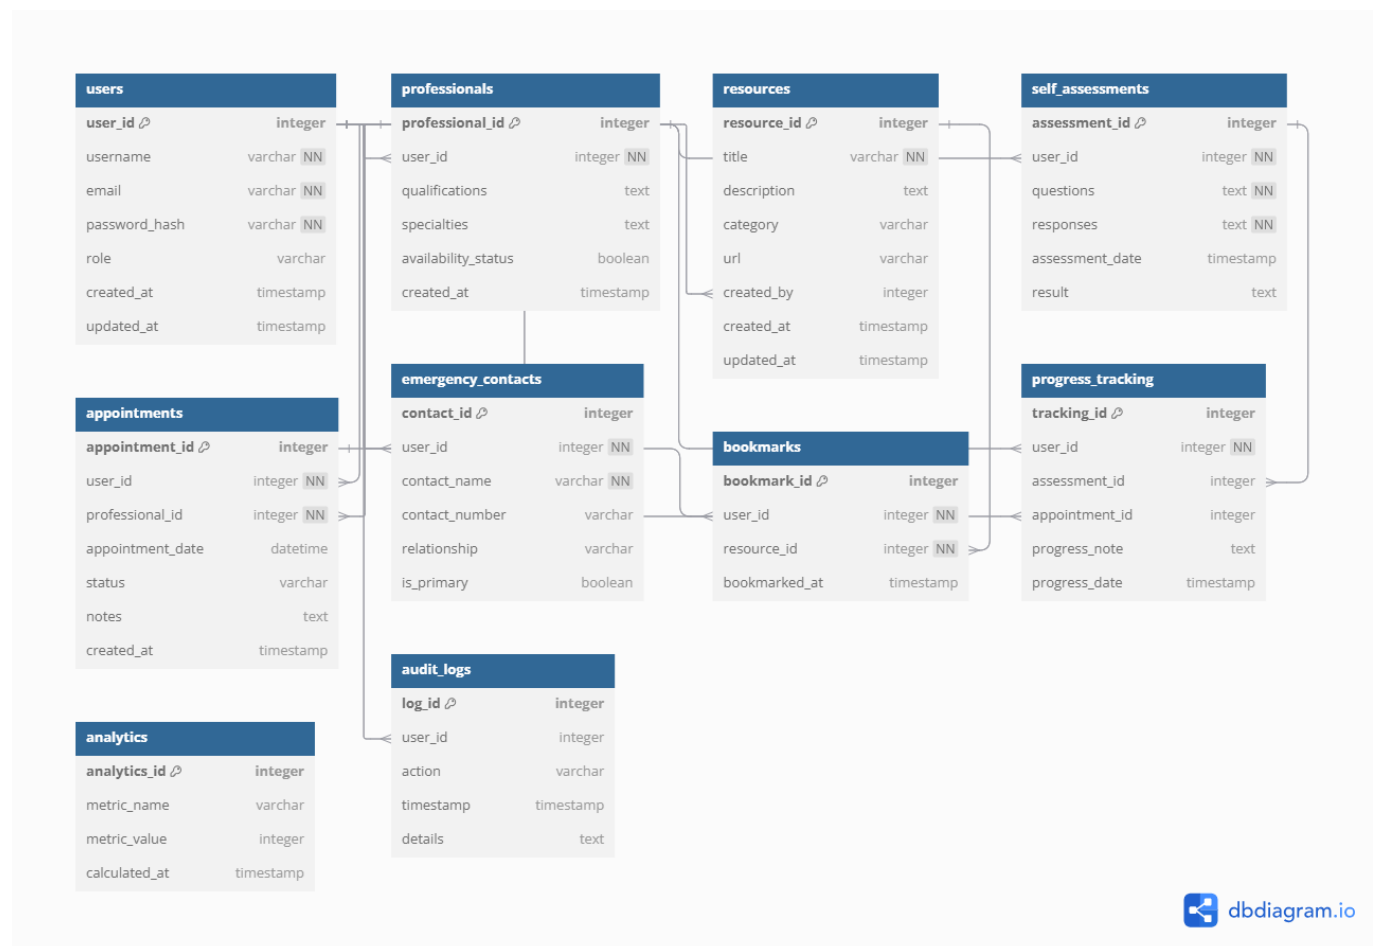 users
user_id integer
username varchar NN
email varchar NN
password_hash varchar NN
role varchar
created_at timestamp
updated_at timestamp
professionals
professional_id integer
user_id integer NN
qualifications text
specialties text
availability_status boolean
created_at timestamp
resources
resource_id integer
title varchar NN
description text
category varchar
url varchar
created_by integer
created_at timestamp
updated_at timestamp
self_assessments
assessment_id integer
user_id integer NN
questions text NN
responses text NN
assessment_date timestamp
result text
appointments
appointment_id integer
user_id integer NN
professional_id integer NN
appointment_date datetime
status varchar
notes text
created_at timestamp
emergency_contacts
contact_id integer
user_id integer NN
contact_name varchar NN
contact_number varchar
relationship varchar
is_primary boolean
bookmarks
bookmark_id integer
user_id integer NN
resource_id integer NN
bookmarked_at timestamp
progress_tracking
tracking_id integer
user_id integer NN
assessment_id integer
appointment_id integer
progress_note text
progress_date timestamp
analytics
analytics_id integer
metric_name varchar
metric_value integer
calculated_at timestamp
audit_logs
log_id integer
user_id integer
action varchar
timestamp timestamp
details text
dbdiagram.io